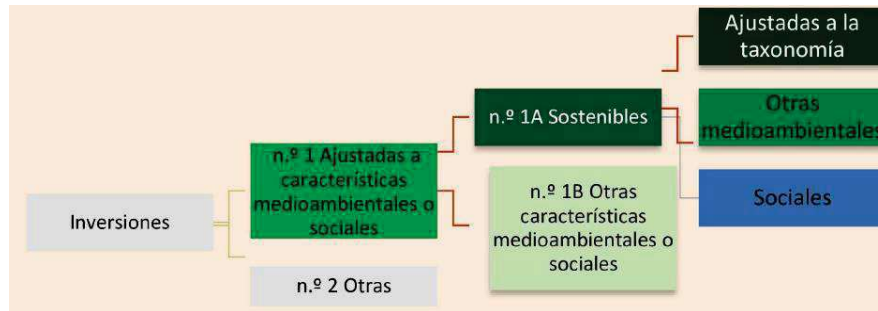 Inversiones
n.º 1 Ajustadas a
características
medioambientales o
sociales
n.º 2 Otras
n.º 1A Sostenibles
n.º 1B Otras
características
medioambientales o
sociales
Ajustadas a la
taxonomía
Otras
medioambientales
Sociales